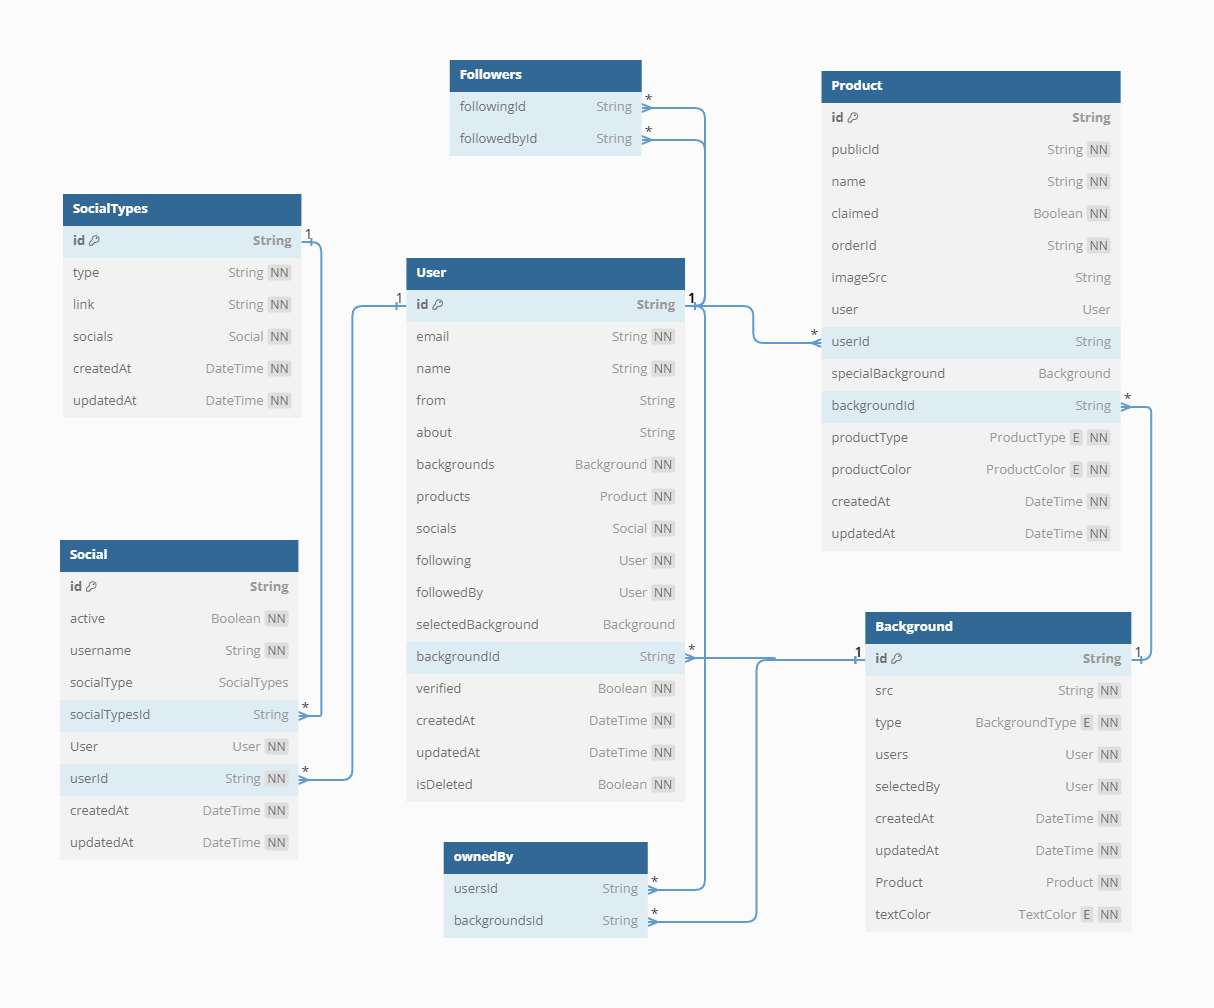 Followers
followingId String
followedbyId String
Product
id String
publicId String NN
name String NN
claimed Boolean NN
orderId String NN
imageSrc String
user User
userId String
specialBackground Background
backgroundId String
productType ProductType E NN
productColor ProductColor E NN
createdAt DateTime NN
updatedAt DateTime NN
SocialTypes
id String
type String NN
link String NN
socials Social NN
createdAt DateTime NN
updatedAt DateTime NN
User
id String
email String NN
name String NN
from String
about String
backgrounds Background NN
products Product NN
socials Social NN
following User NN
followedBy User NN
selectedBackground Background
backgroundId String
verified Boolean NN
createdAt DateTime NN
updatedAt DateTime NN
isDeleted Boolean NN
Social
id String
active Boolean NN
username String NN
socialType SocialTypes
socialTypesId String
User User NN
userId String NN
createdAt DateTime NN
updatedAt DateTime NN
Background
id String
src String NN
type BackgroundType E NN
users User NN
selectedBy User NN
createdAt DateTime NN
updatedAt DateTime NN
Product Product NN
textColor TextColor E NN
ownedBy
usersId String
backgroundsId String
*
*
1
1
1
*
*
*
*
*
1
1
*
*